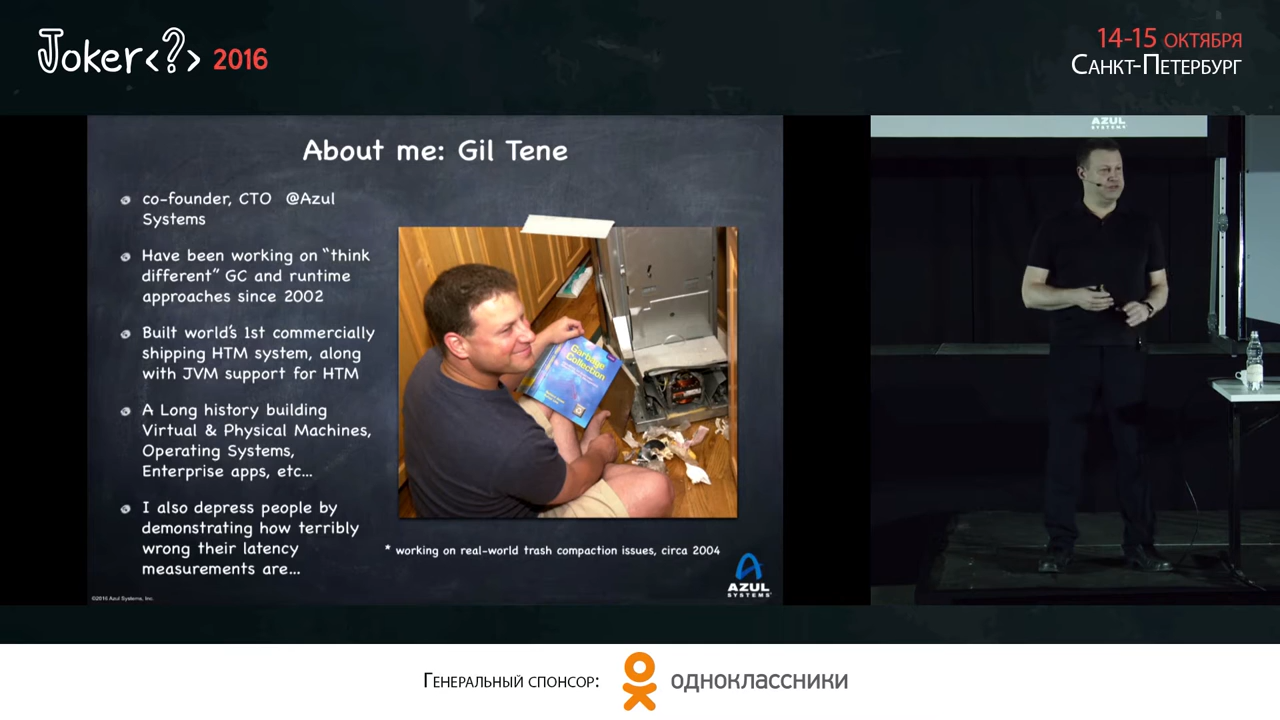 Joker<?> 2016
14-15 октября
Санкт-Петербург
About me: Gil Tene
co-founder, CTO @Azul
Systems
Have been working on “think
different” GC and runtime
approaches since 2002
Built world’s 1st commercially
shipping HTM system, along
with JVM support for HTM
A Long history building
Virtual & Physical Machines,
Operating Systems,
Enterprise apps, etc...
I also depress people by
demonstrating how terribly
wrong their latency
measurements are...
Garbage
Collection
* working on real-world trash compaction issues, circa 2004
AZUL
SYSTEMS
©2016 Azul Systems, Inc.
AZUL
SYSTEMS
Генеральный спонсор:
одноклассники